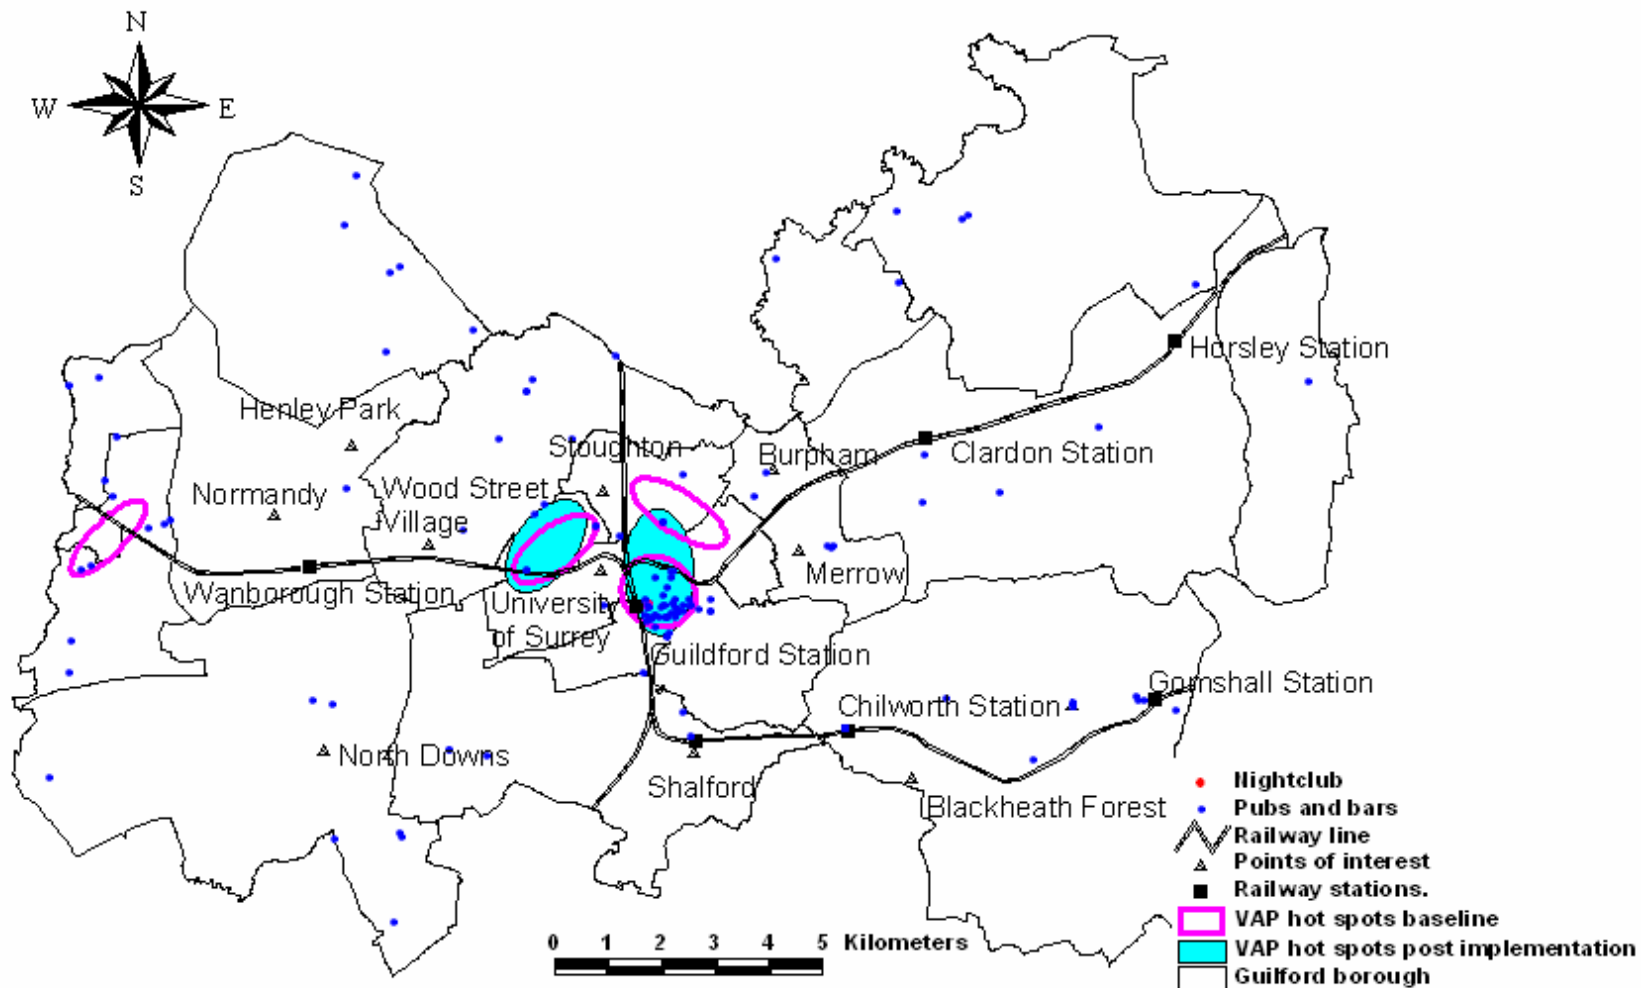 N
W
E
S
Horsley Station
Henley Park
Stoughton
Burpham
Clardon Station
Normandy
Wood Street
Village
Merrow
Wanborough Station
Universit
of Surrey
Guildford Station
Gomshall Station
Chilworth Station
North Downs
Shalford
Blackheath Forest
Nightclub
Pubs and bars
Railway line
Points of interest
Railway stations.
VAP hot spots baseline
VAP hot spots post implementation
Guilford borough
0 1 2 3 4 5 Kilometers